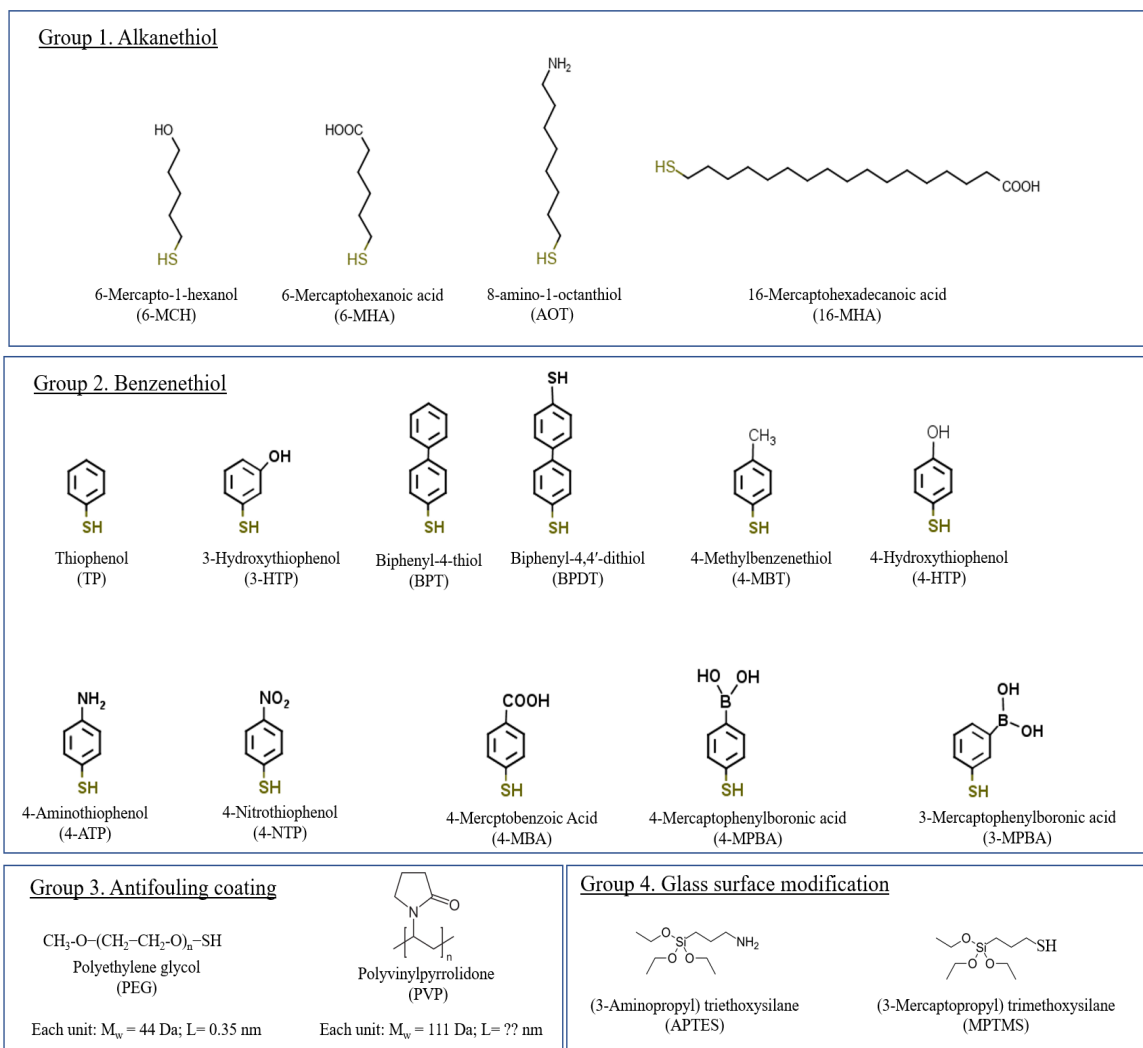 Group 1. Alkanethiol
NH₂
HO
HOOC
HS
COOH
HS
HS
HS
6-Mercapto-1-hexanol
(6-MCH)
6-Mercaptohexanoic acid
(6-MHA)
8-amino-1-octanthiol
(AOT)
16-Mercaptohexadecanoic acid
(16-MHA)
Group 2. Benzenethiol
SH
CH₃
OH
OH
SH
SH
SH
SH
SH
SH
Thiophenol
(TP)
3-Hydroxythiophenol
(3-HTP)
Biphenyl-4-thiol
(BPT)
Biphenyl-4,4′-dithiol
(BPDT)
4-Methylbenzenethiol
(4-MBT)
4-Hydroxythiophenol
(4-HTP)
NH₂
NO₂
COOH
HO OH
B
OH
B
OH
SH
SH
SH
SH
SH
4-Aminothiophenol
(4-ATP)
4-Nitrothiophenol
(4-NTP)
4-Mercptobenzoic Acid
(4-MBA)
4-Mercaptophenylboronic acid
(4-MPBA)
3-Mercaptophenylboronic acid
(3-MPBA)
Group 3. Antifouling coating
CH₃-O−(CH₂−CH₂-O)ₙ−SH
Polyethylene glycol
(PEG)
Each unit: M_w = 44 Da; L= 0.35 nm
N
O
n
Polyvinylpyrrolidone
(PVP)
Each unit: M_w = 111 Da; L= ?? nm
Group 4. Glass surface modification
O
Si
NH₂
O
O
(3-Aminopropyl) triethoxysilane
(APTES)
O
Si
SH
O
O
(3-Mercaptopropyl) trimethoxysilane
(MPTMS)